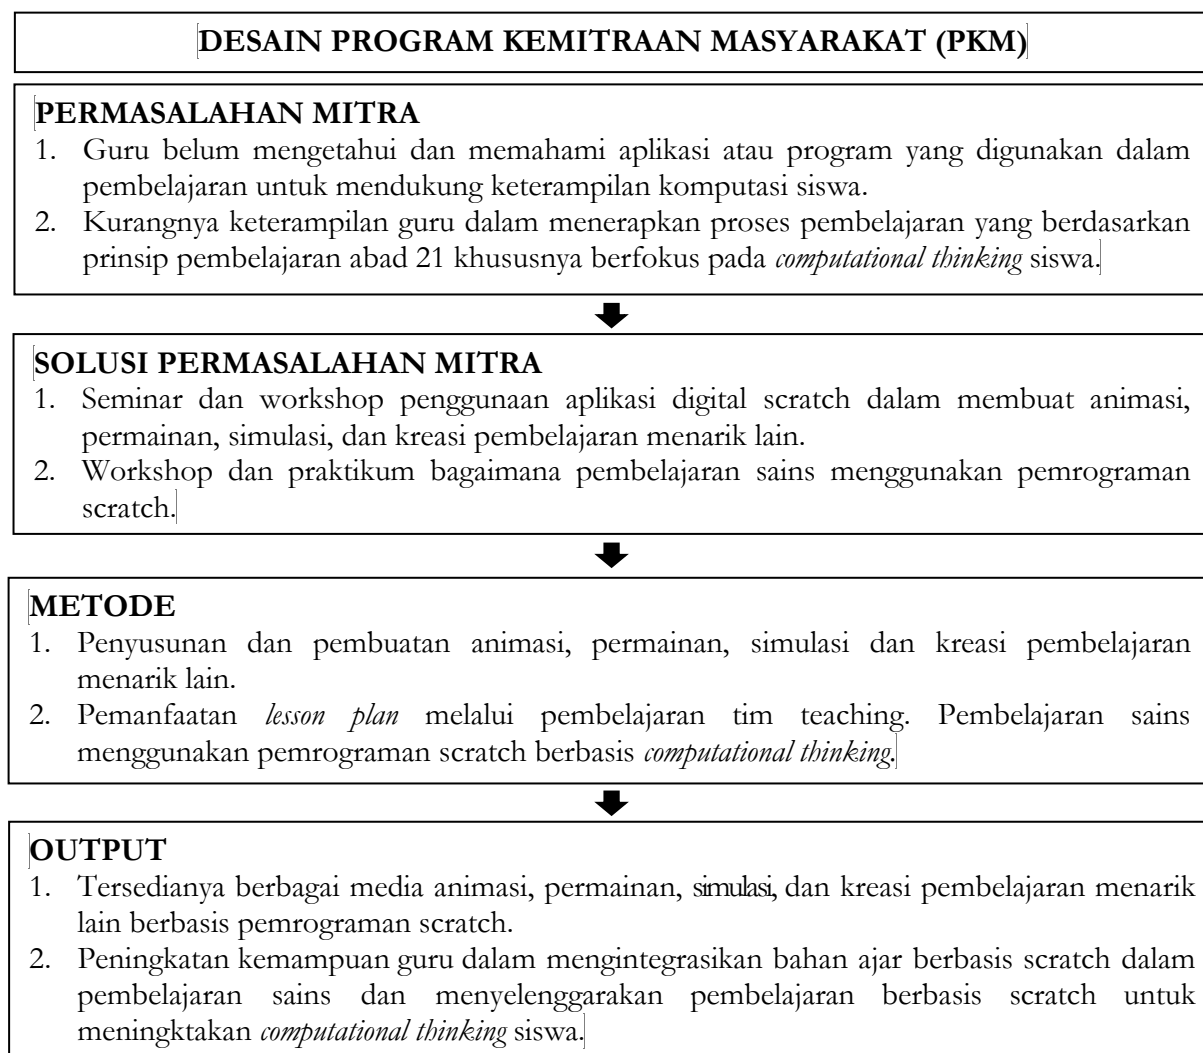 DESAIN PROGRAM KEMITRAAN MASYARAKAT (PKM)
PERMASALAHAN MITRA
1. Guru belum mengetahui dan memahami aplikasi atau program yang digunakan dalam
pembelajaran untuk mendukung keterampilan komputasi siswa.
2. Kurangnya keterampilan guru dalam menerapkan proses pembelajaran yang berdasarkan
prinsip pembelajaran abad 21 khususnya berfokus pada computational thinking siswa.
SOLUSI PERMASALAHAN MITRA
1. Seminar dan workshop penggunaan aplikasi digital scratch dalam membuat animasi,
permainan, simulasi, dan kreasi pembelajaran menarik lain.
2. Workshop dan praktikum bagaimana pembelajaran sains menggunakan pemrograman
scratch.
METODE
1. Penyusunan dan pembuatan animasi, permainan, simulasi dan kreasi pembelajaran
menarik lain.
2. Pemanfaatan lesson plan melalui pembelajaran tim teaching. Pembelajaran sains
menggunakan pemrograman scratch berbasis computational thinking.
OUTPUT
1. Tersedianya berbagai media animasi, permainan, simulasi, dan kreasi pembelajaran menarik
lain berbasis pemrograman scratch.
2. Peningkatan kemampuan guru dalam mengintegrasikan bahan ajar berbasis scratch dalam
pembelajaran sains dan menyelenggarakan pembelajaran berbasis scratch untuk
meningktakan computational thinking siswa.